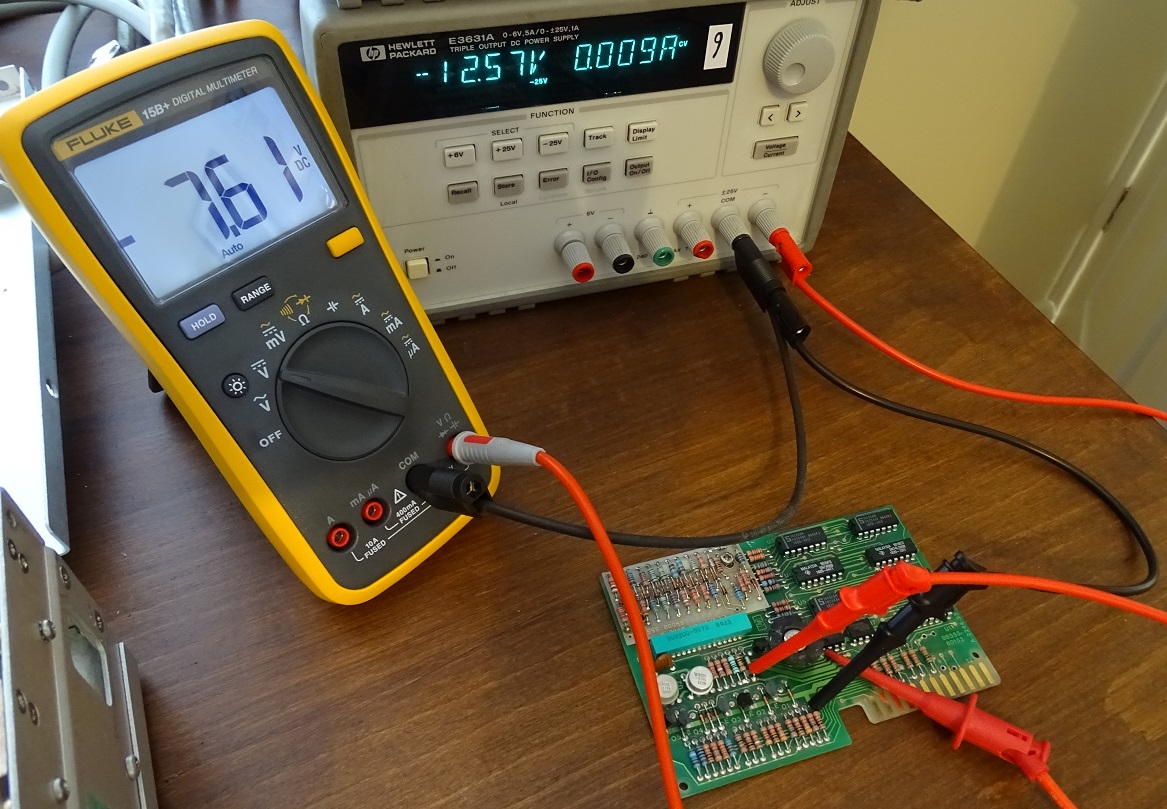 ADJUST
hp HEWLETT PACKARD E3631A 0-6V,5A/0-±25V,1A
TRIPLE OUTPUT DC POWER SUPPLY
-12.57V 0.009A CV
-25V
9
FUNCTION
SELECT
+6V +25V -25V Track Display Limit
Recall Store Error I/O Config Output On/Off
Local
Voltage Current
< >
Power
On
Off
6V
±25V
COM
+ - + -
FLUKE 15B+ DIGITAL MULTIMETER
-7.61 V DC
Auto
HOLD RANGE
Ω
A
mA
µA
mV
V
V
OFF
V Ω
COM
A mA µA
400mA FUSED
10A FUSED